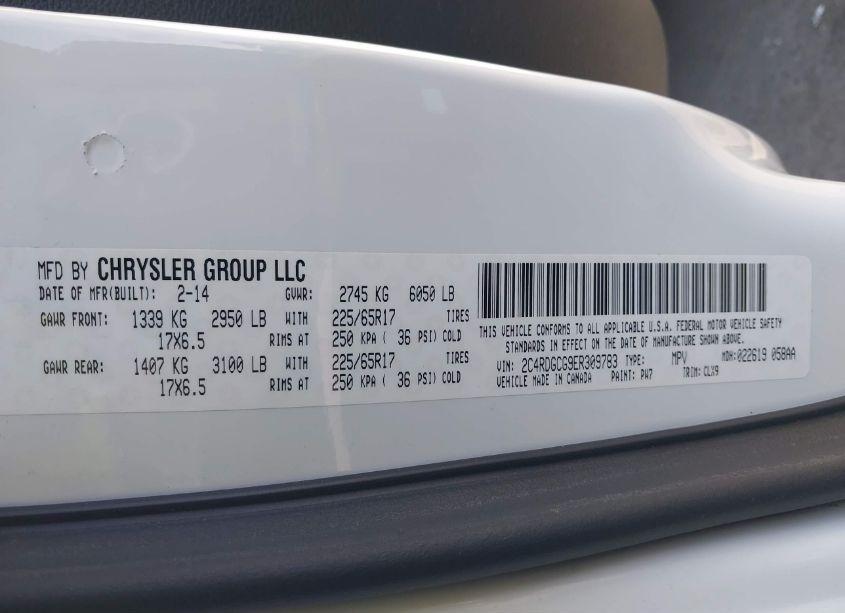 MFD BY CHRYSLER GROUP LLC
DATE OF MFR(BUILT): 2-14 GVWR: 2745 KG 6050 LB
GAWR FRONT: 1339 KG 2950 LB WITH 225/65R17 TIRES
17X6.5 RIMS AT 250 KPA ( 36 PSI) COLD
GAWR REAR: 1407 KG 3100 LB WITH 225/65R17 TIRES
17X6.5 RIMS AT 250 KPA ( 36 PSI) COLD
THIS VEHICLE CONFORMS TO ALL APPLICABLE U.S.A. FEDERAL MOTOR VEHICLE SAFETY
STANDARDS IN EFFECT ON THE DATE OF MANUFACTURE SHOWN ABOVE.
VIN: 2C4RDGCG9ER309783 TYPE: MPV MDH:022619 058AA
VEHICLE MADE IN CANADA PAINT: PW7 TRIM: CLX9